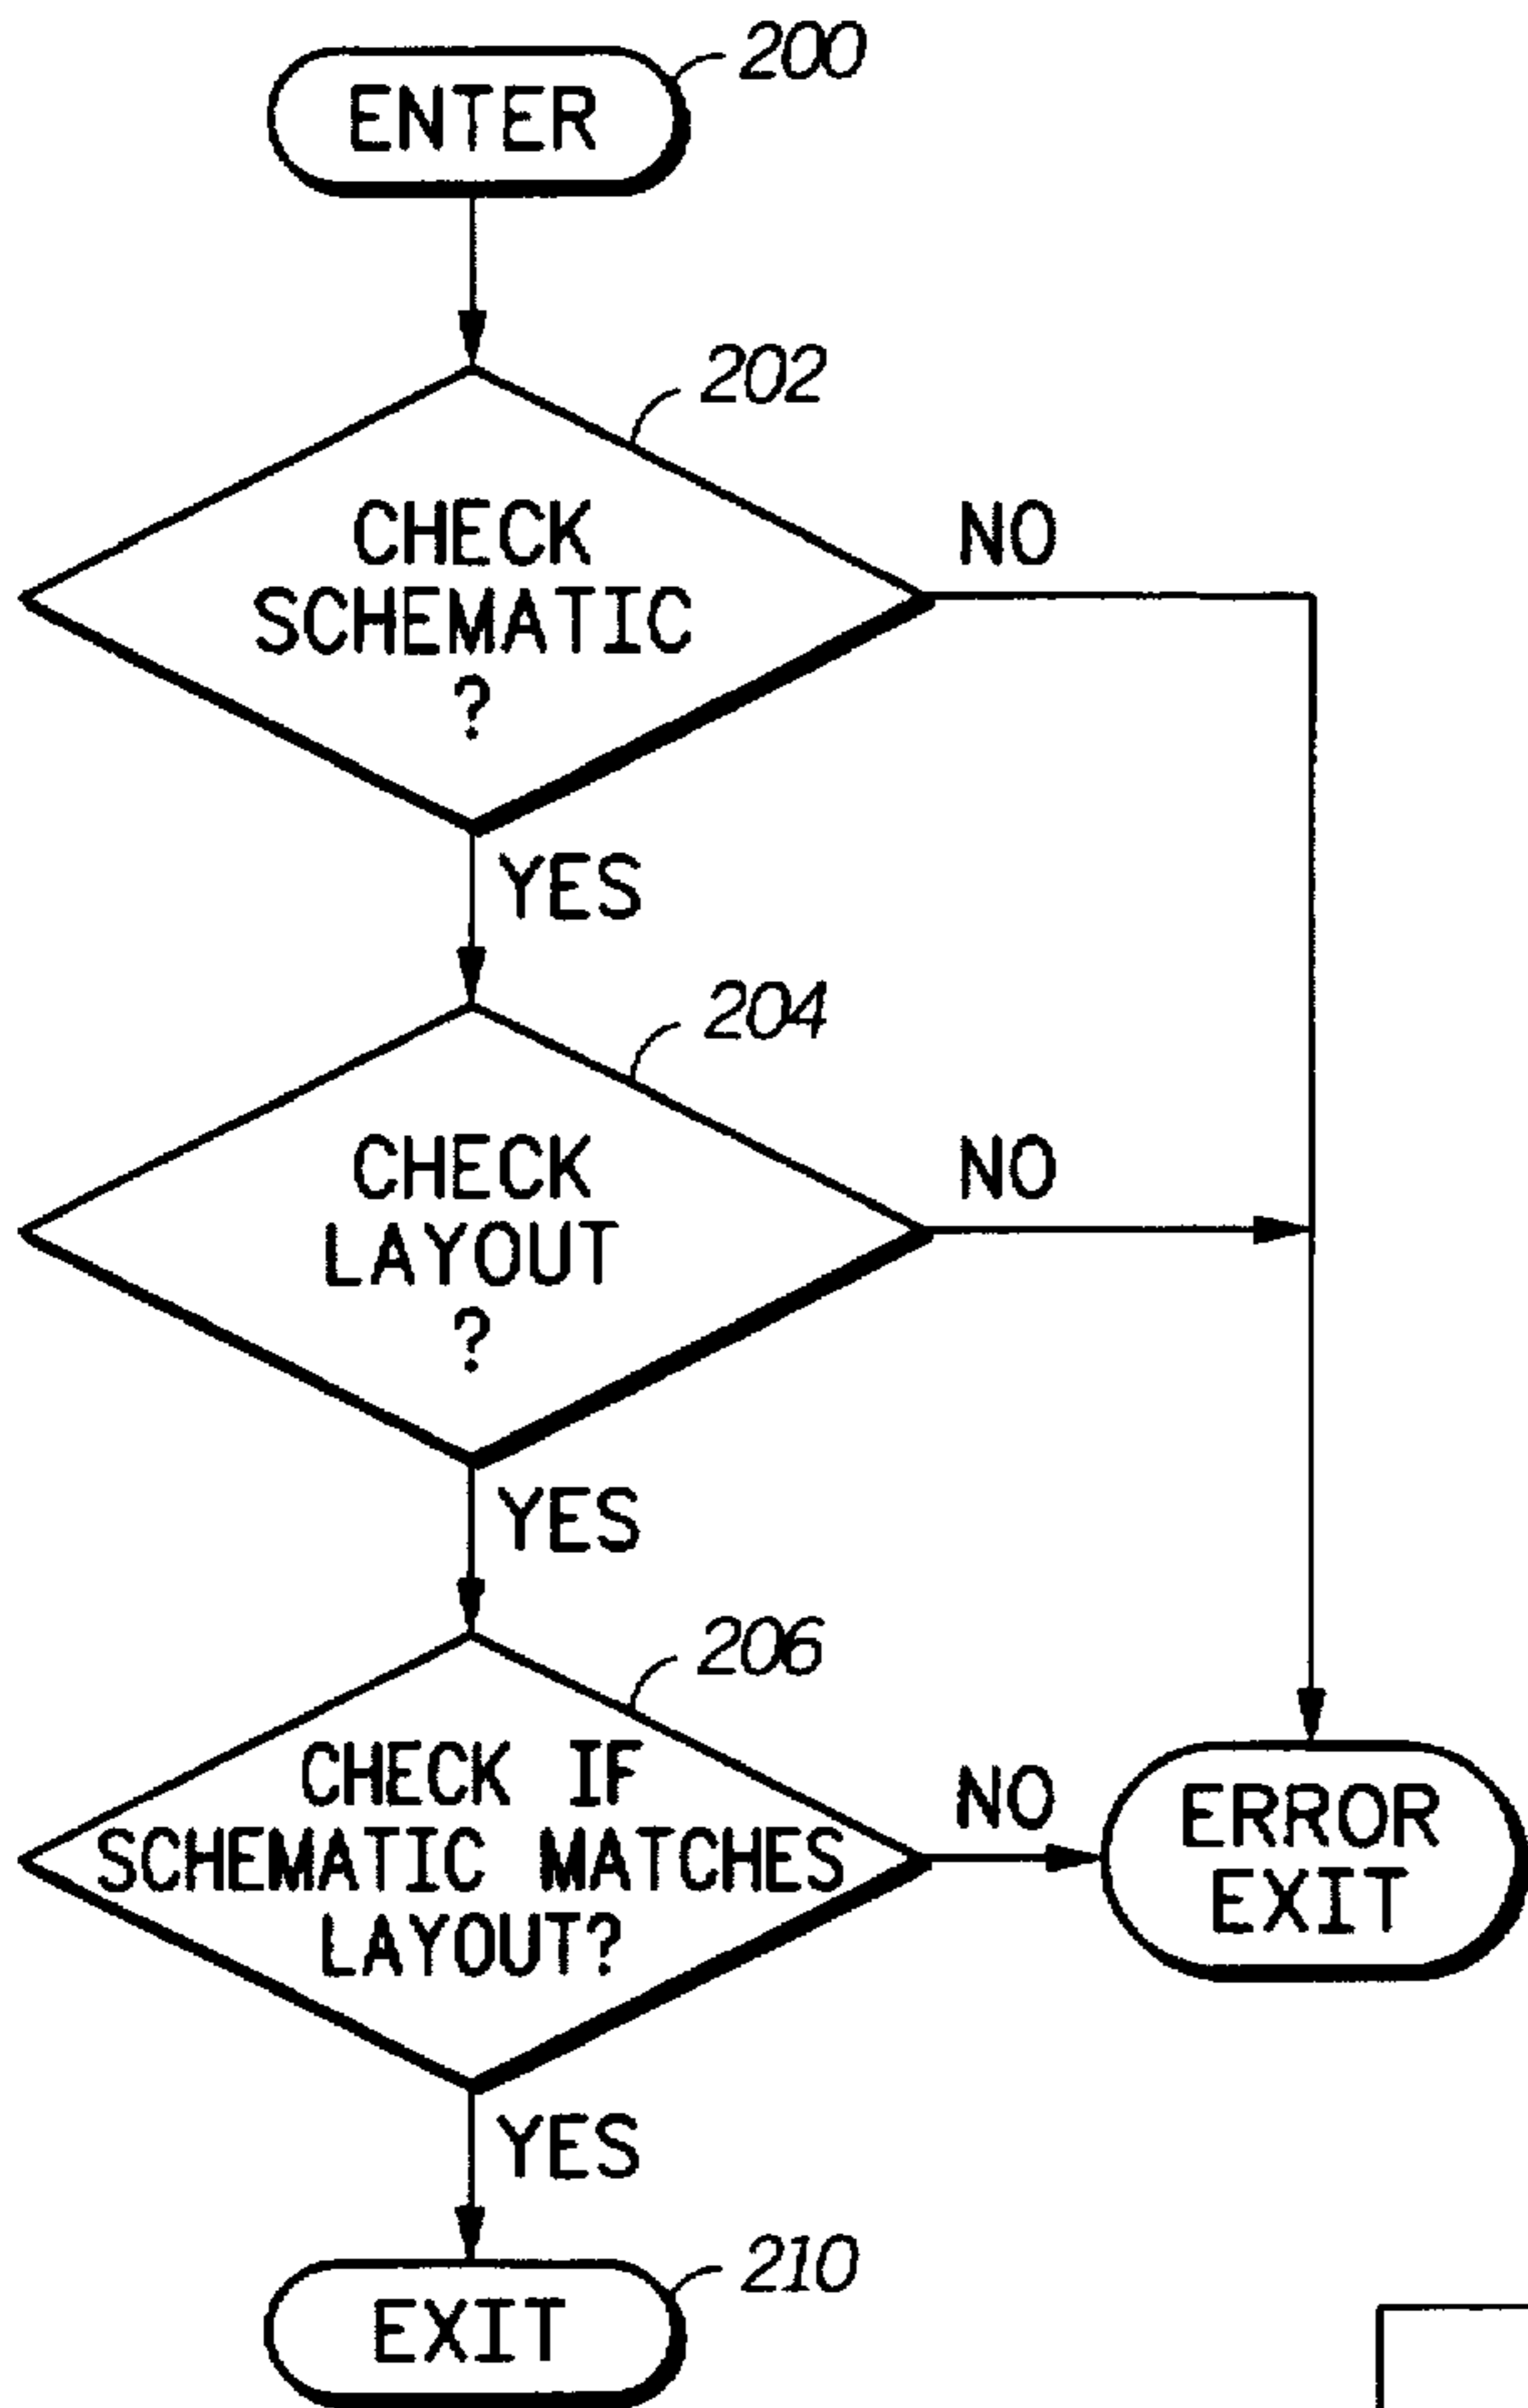 200
ENTER
202
CHECK
SCHEMATIC
?
NO
YES
204
CHECK
LAYOUT
?
NO
YES
206
CHECK IF
SCHEMATIC MATCHES
LAYOUT?
NO
ERROR
EXIT
YES
210
EXIT